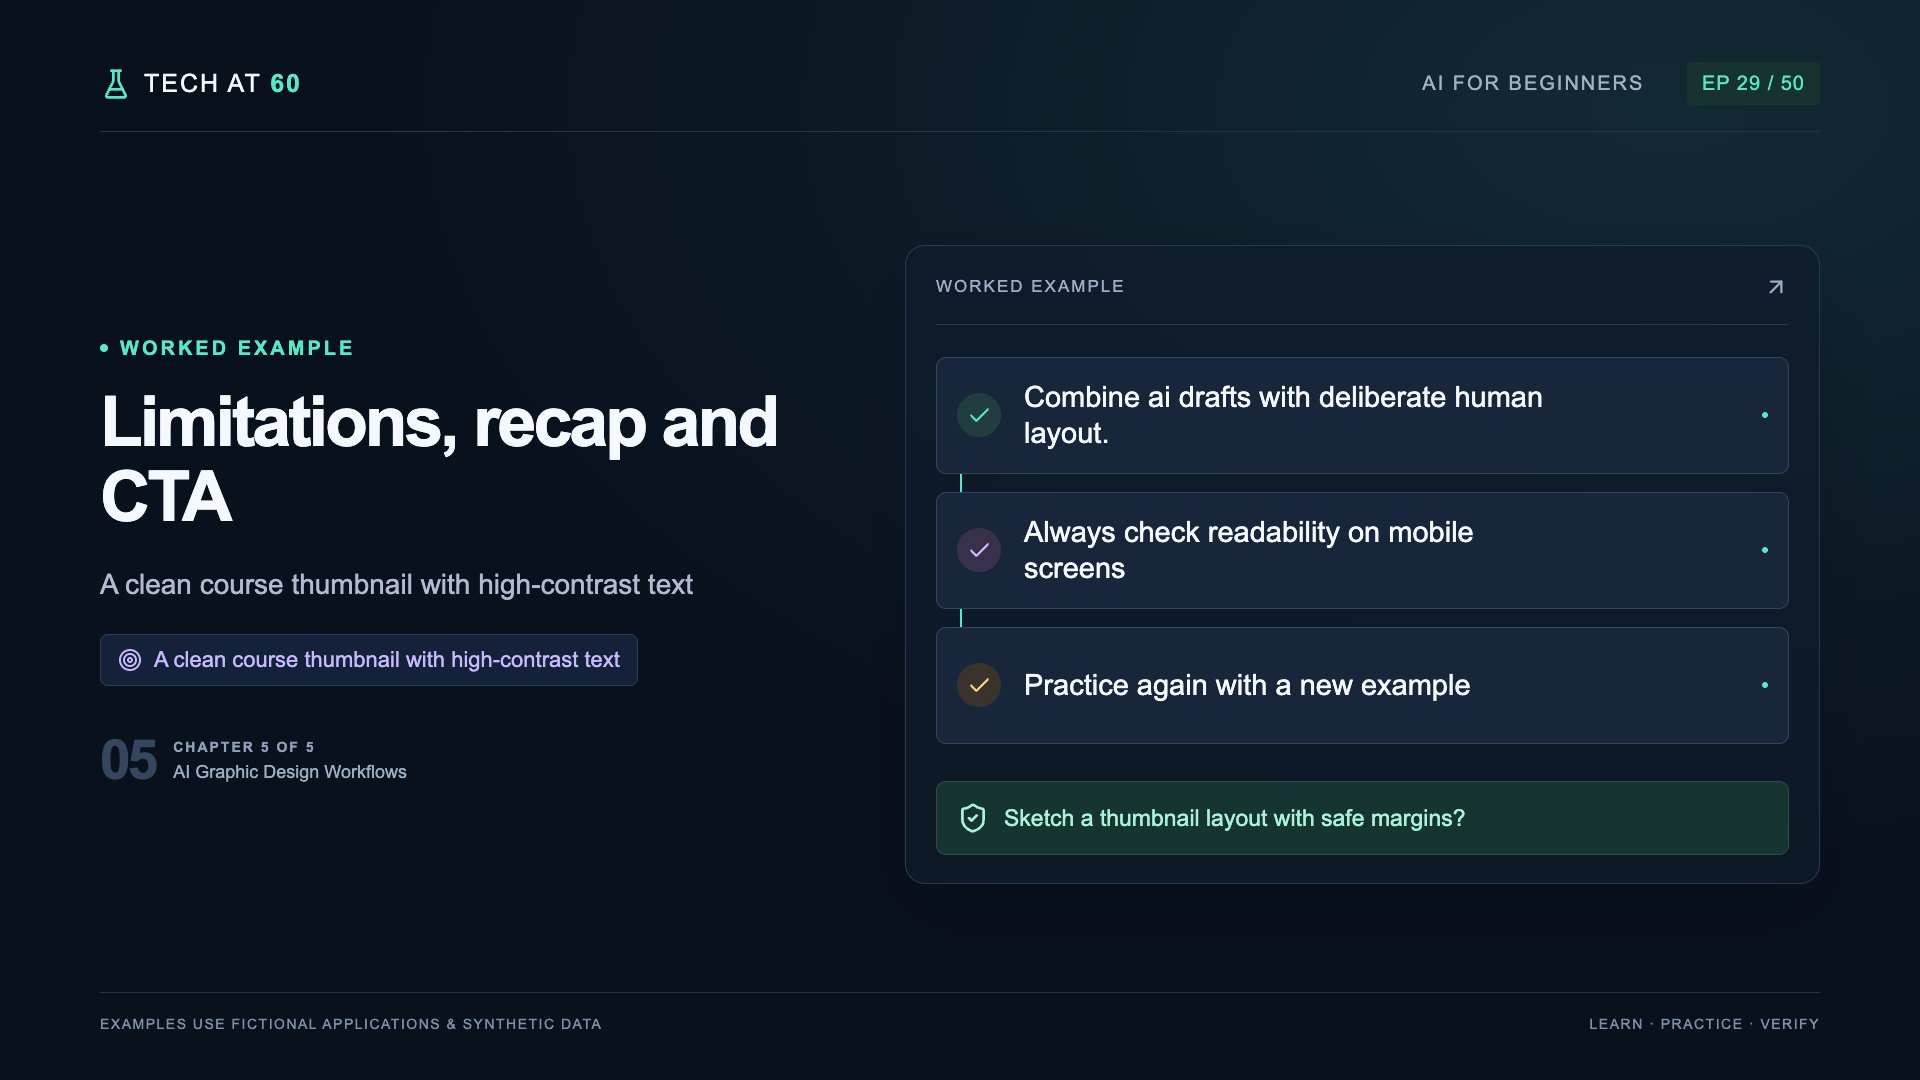 TECH AT 60
AI FOR BEGINNERS
EP 29 / 50
WORKED EXAMPLE
Limitations, recap and
CTA
A clean course thumbnail with high-contrast text
A clean course thumbnail with high-contrast text
05
CHAPTER 5 OF 5
AI Graphic Design Workflows
WORKED EXAMPLE
Combine ai drafts with deliberate human
layout.
Always check readability on mobile
screens
Practice again with a new example
Sketch a thumbnail layout with safe margins?
EXAMPLES USE FICTIONAL APPLICATIONS & SYNTHETIC DATA
LEARN · PRACTICE · VERIFY